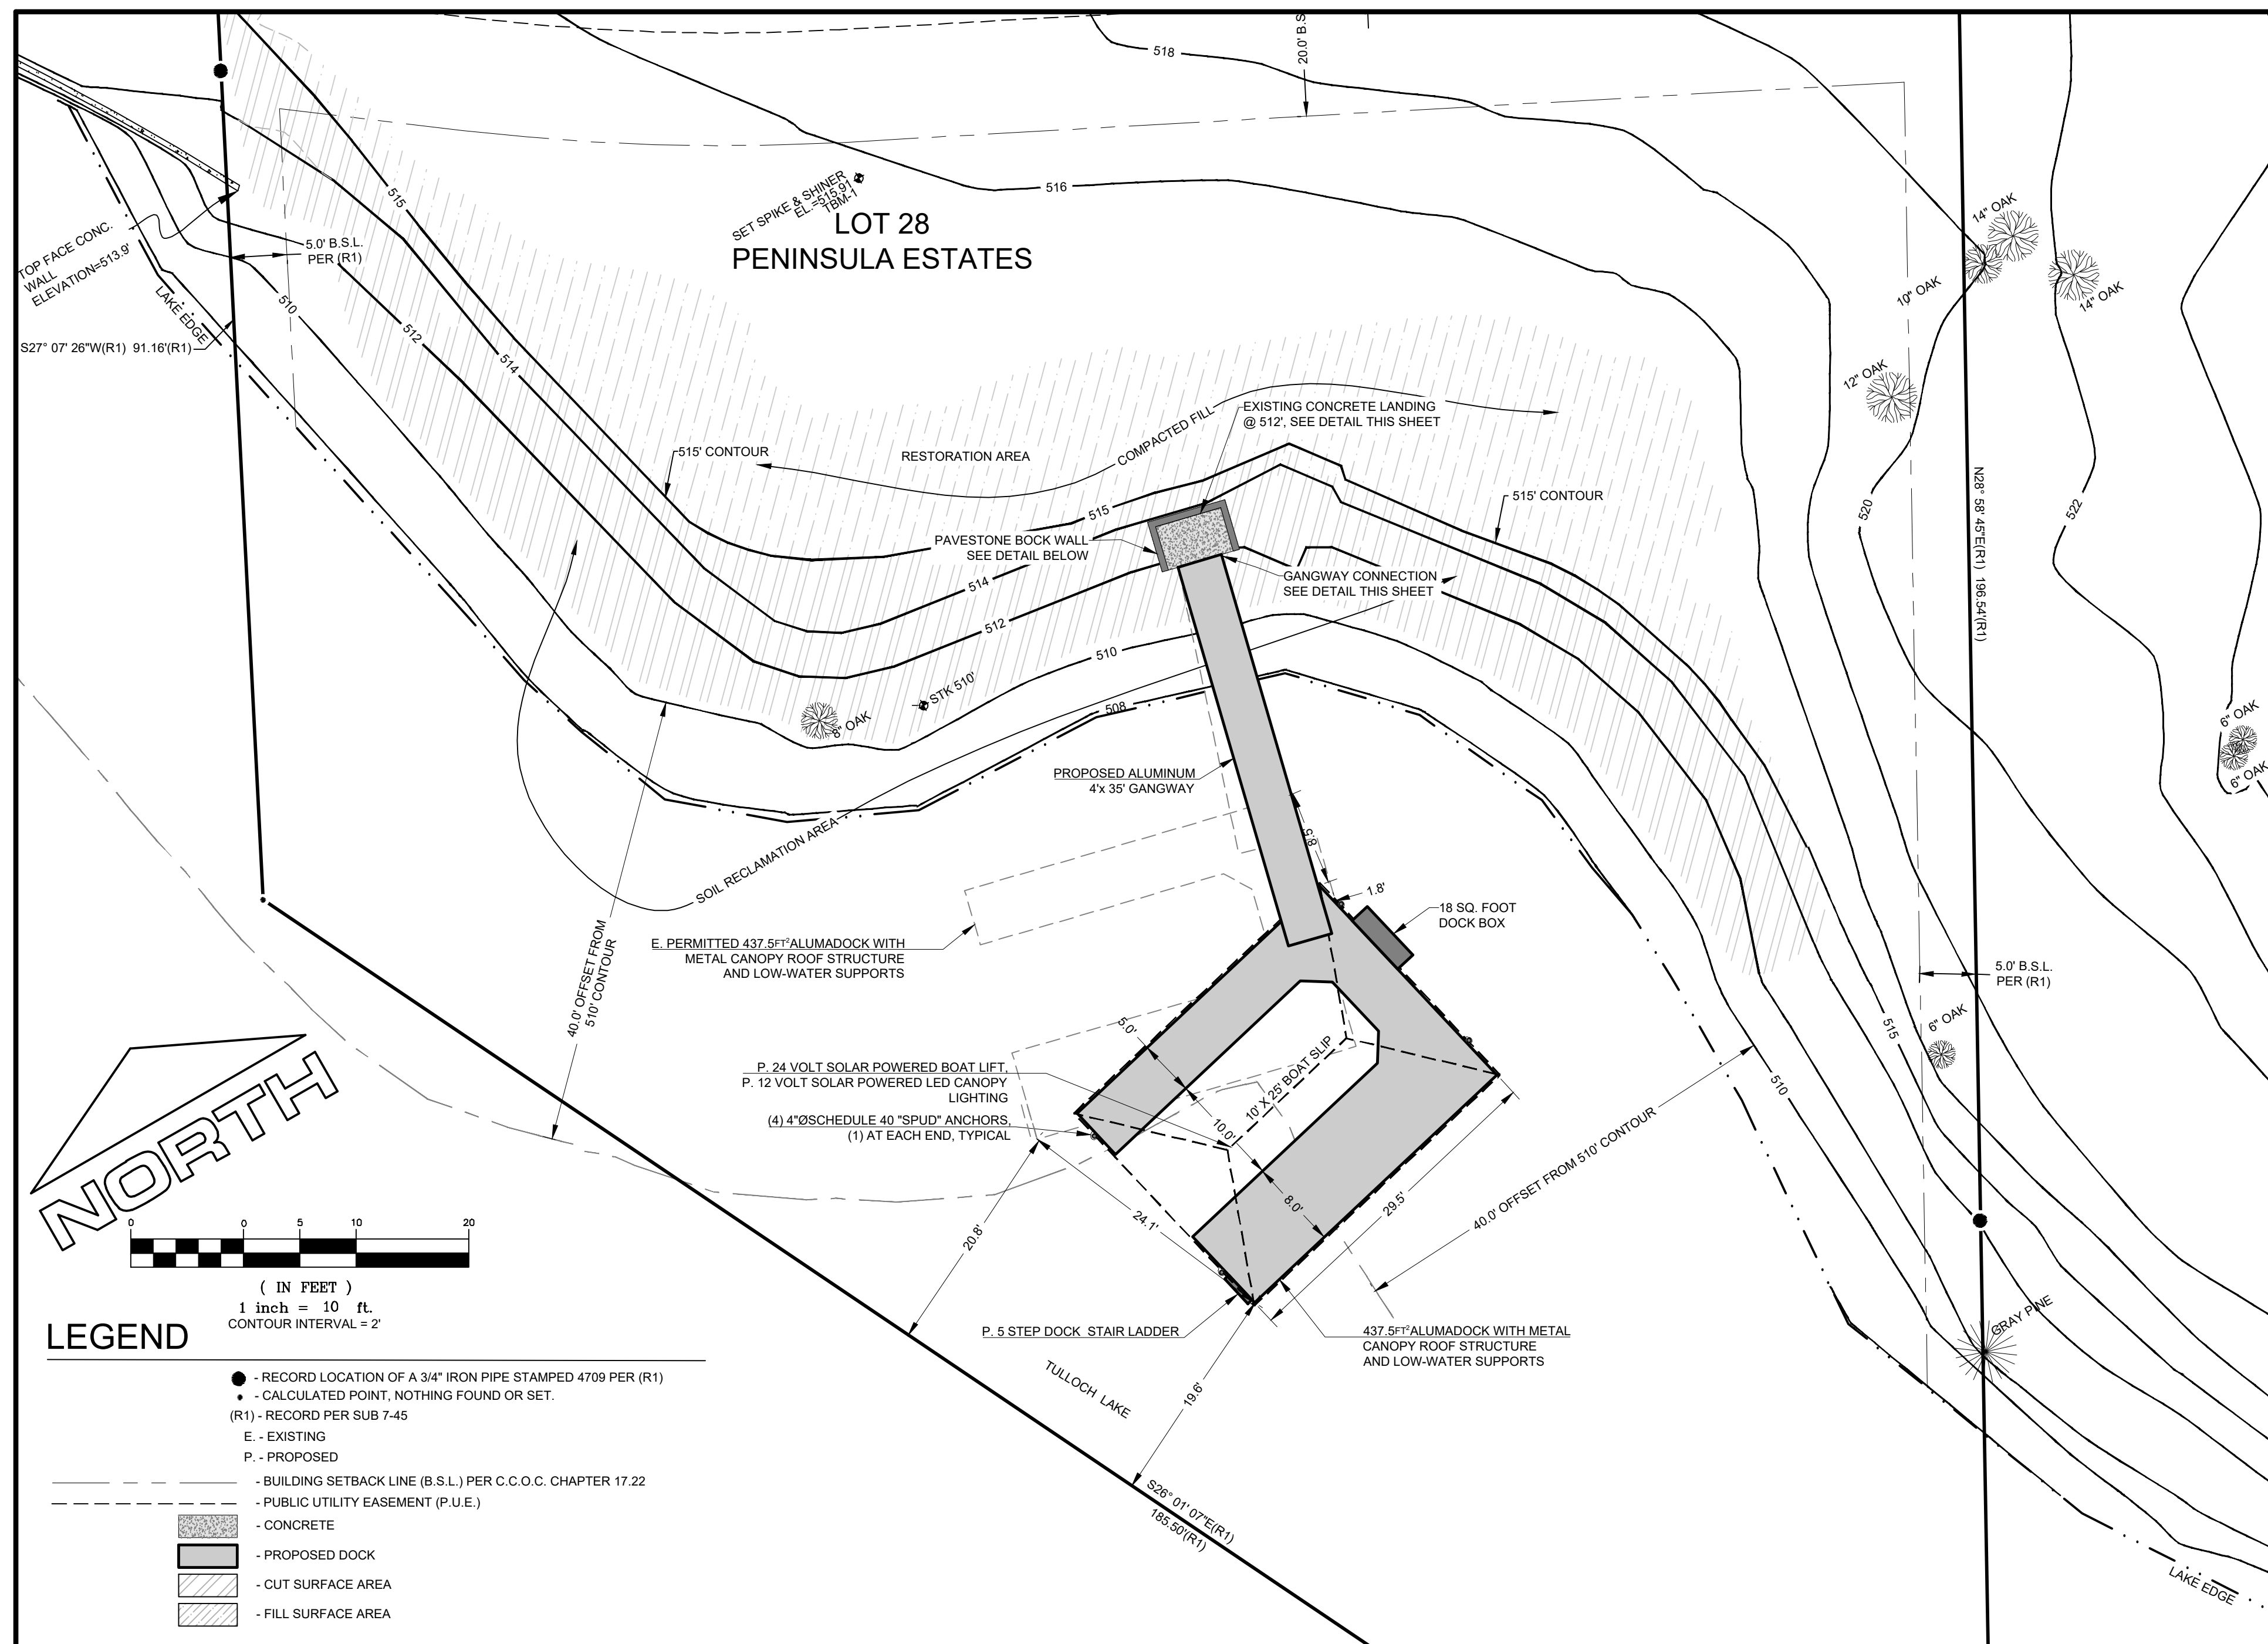 518
20.0' B.S
516
SET SPIKE & SHINER
EL.=515.91
TBM-1
LOT 28
PENINSULA ESTATES
TOP FACE CONC.
WALL
ELEVATION=513.9'
5.0' B.S.L.
PER (R1)
LAKE EDGE
S27° 07' 26"W(R1) 91.16'(R1)
510
512
514
515
14" OAK
10" OAK
14" OAK
12" OAK
EXISTING CONCRETE LANDING
@ 512', SEE DETAIL THIS SHEET
COMPACTED FILL
RESTORATION AREA
515' CONTOUR
515' CONTOUR
515
PAVESTONE BOCK WALL
SEE DETAIL BELOW
GANGWAY CONNECTION
SEE DETAIL THIS SHEET
514
512
510
508
520
522
N28° 58' 45"E(R1) 196.54'(R1)
STK 510'
8" OAK
6" OAK
6" OAK
PROPOSED ALUMINUM
4'x 35' GANGWAY
SOIL RECLAMATION AREA
8.5'
1.8'
18 SQ. FOOT
DOCK BOX
E. PERMITTED 437.5FT²ALUMADOCK WITH
METAL CANOPY ROOF STRUCTURE
AND LOW-WATER SUPPORTS
40.0' OFFSET FROM
510' CONTOUR
5.0' B.S.L.
PER (R1)
6" OAK
515
510
5.0'
10' X 25' BOAT SLIP
P. 24 VOLT SOLAR POWERED BOAT LIFT,
P. 12 VOLT SOLAR POWERED LED CANOPY
LIGHTING
(4) 4"ØSCHEDULE 40 "SPUD" ANCHORS,
(1) AT EACH END, TYPICAL
10.0'
8.0'
29.5'
24.1'
20.8'
40.0' OFFSET FROM 510' CONTOUR
NORTH
0 0 5 10 20
( IN FEET )
1 inch = 10 ft.
CONTOUR INTERVAL = 2'
P. 5 STEP DOCK STAIR LADDER
437.5FT²ALUMADOCK WITH METAL
CANOPY ROOF STRUCTURE
AND LOW-WATER SUPPORTS
GRAY PINE
TULLOCH LAKE
19.6'
S26° 01' 07"E(R1)
185.50'(R1)
LAKE EDGE
LEGEND
- RECORD LOCATION OF A 3/4" IRON PIPE STAMPED 4709 PER (R1)
- CALCULATED POINT, NOTHING FOUND OR SET.
(R1) - RECORD PER SUB 7-45
E. - EXISTING
P. - PROPOSED
- BUILDING SETBACK LINE (B.S.L.) PER C.C.O.C. CHAPTER 17.22
- PUBLIC UTILITY EASEMENT (P.U.E.)
- CONCRETE
- PROPOSED DOCK
- CUT SURFACE AREA
- FILL SURFACE AREA